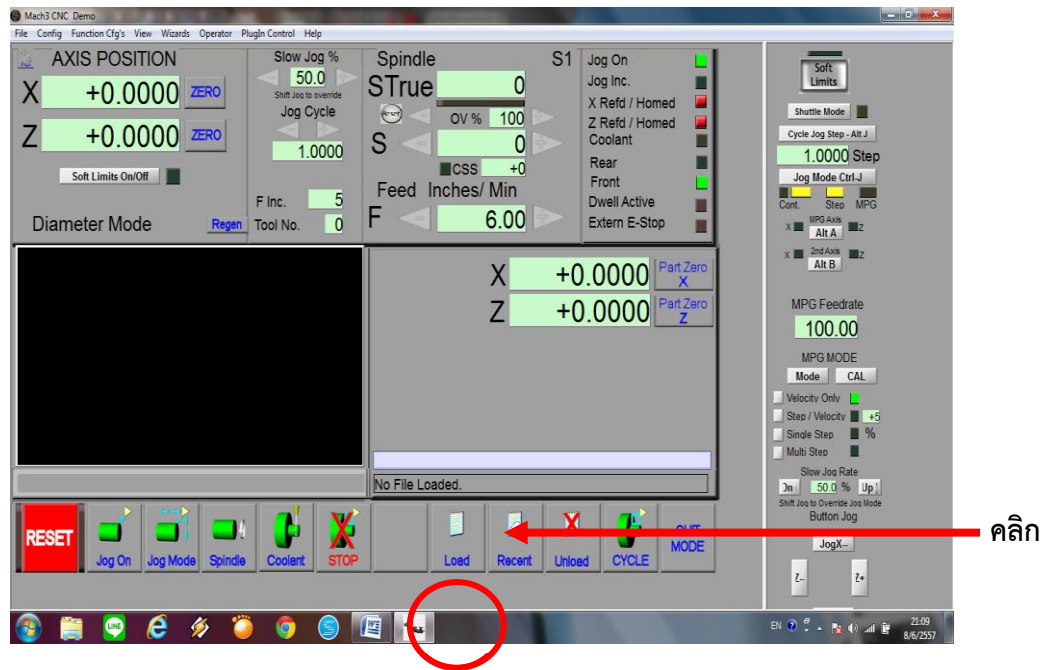 Mach3 CNC Demo
File Config Function Cfg's View Wizards Operator PlugIn Control Help
AXIS POSITION
X +0.0000 ZERO
Z +0.0000 ZERO
Soft Limits On/Off
Diameter Mode Regen
Slow Jog %
50.0
Shift Jog to override
Jog Cycle
1.0000
F Inc. 5
Tool No. 0
Spindle S1
STrue 0
Reset OV % 100
S 0
CSS +0
Feed Inches/ Min
F 6.00
Jog On
Jog Inc.
X Refd / Homed
Z Refd / Homed
Coolant
Rear
Front
Dwell Active
Extern E-Stop
X +0.0000 Part Zero X
Z +0.0000 Part Zero Z
No File Loaded.
RESET Jog On Jog Mode Spindle Coolant STOP Load Recent Unload CYCLE MODE
Soft
Limits
Shuttle Mode
Cycle Jog Step - Alt J
1.0000 Step
Jog Mode Ctrl-J
Cont. Step MPG
MPG Axis
X Alt A Z
2nd Axis
X Alt B Z
MPG Feedrate
100.00
MPG MODE
Mode CAL
Velocity Only
Step / Velocity +5
Single Step %
Multi Step
Slow Jog Rate
50.0 % Up
Shift Jog to Override Jog Mode
Button Jog
JogX--
Z-- Z+
คลิก
LINE
EN 21:09
8/6/2557